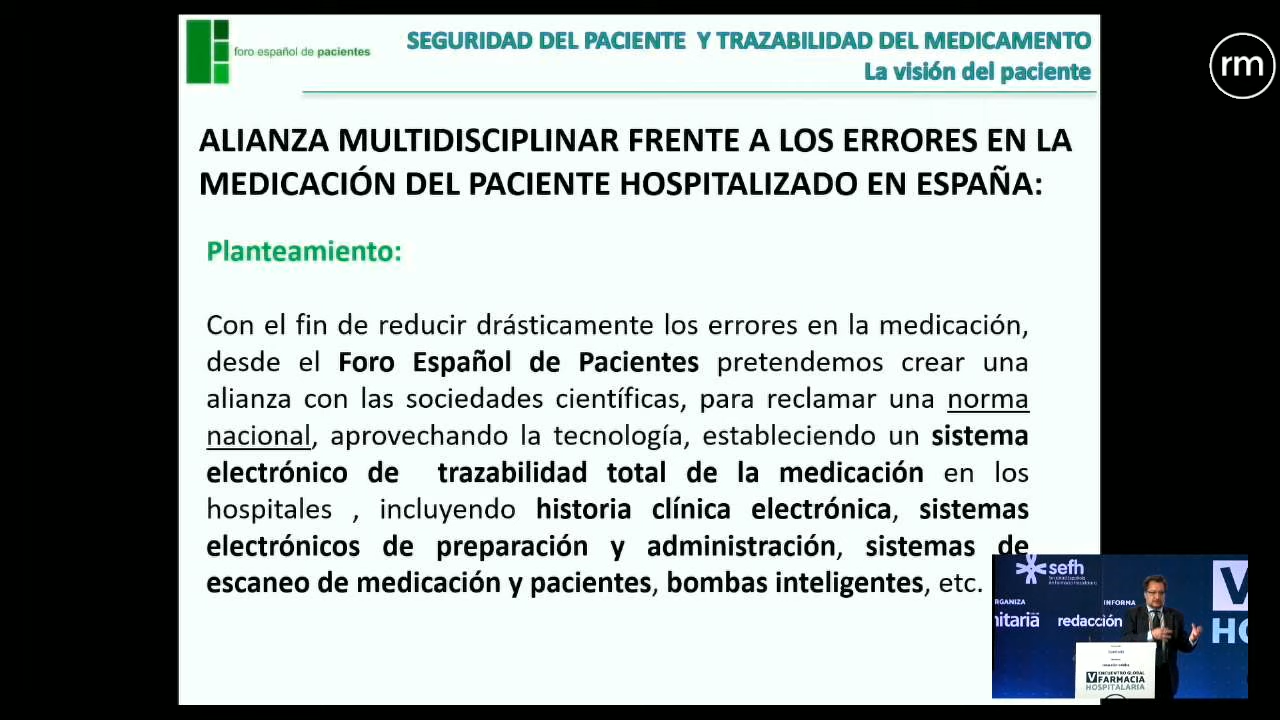 foro español de pacientes
SEGURIDAD DEL PACIENTE Y TRAZABILIDAD DEL MEDICAMENTO
La visión del paciente
rm
ALIANZA MULTIDISCIPLINAR FRENTE A LOS ERRORES EN LA
MEDICACIÓN DEL PACIENTE HOSPITALIZADO EN ESPAÑA:
Planteamiento:
Con el fin de reducir drásticamente los errores en la medicación,
desde el Foro Español de Pacientes pretendemos crear una
alianza con las sociedades científicas, para reclamar una norma
nacional, aprovechando la tecnología, estableciendo un sistema
electrónico de trazabilidad total de la medicación en los
hospitales , incluyendo historia clínica electrónica, sistemas
electrónicos de preparación y administración, sistemas de
escaneo de medicación y pacientes, bombas inteligentes, etc.
sefh
RGANIZA
INFORMA
nitaria
redacción
V
HO
V ENCUENTRO GLOBAL
FARMACIA
HOSPITALARIA